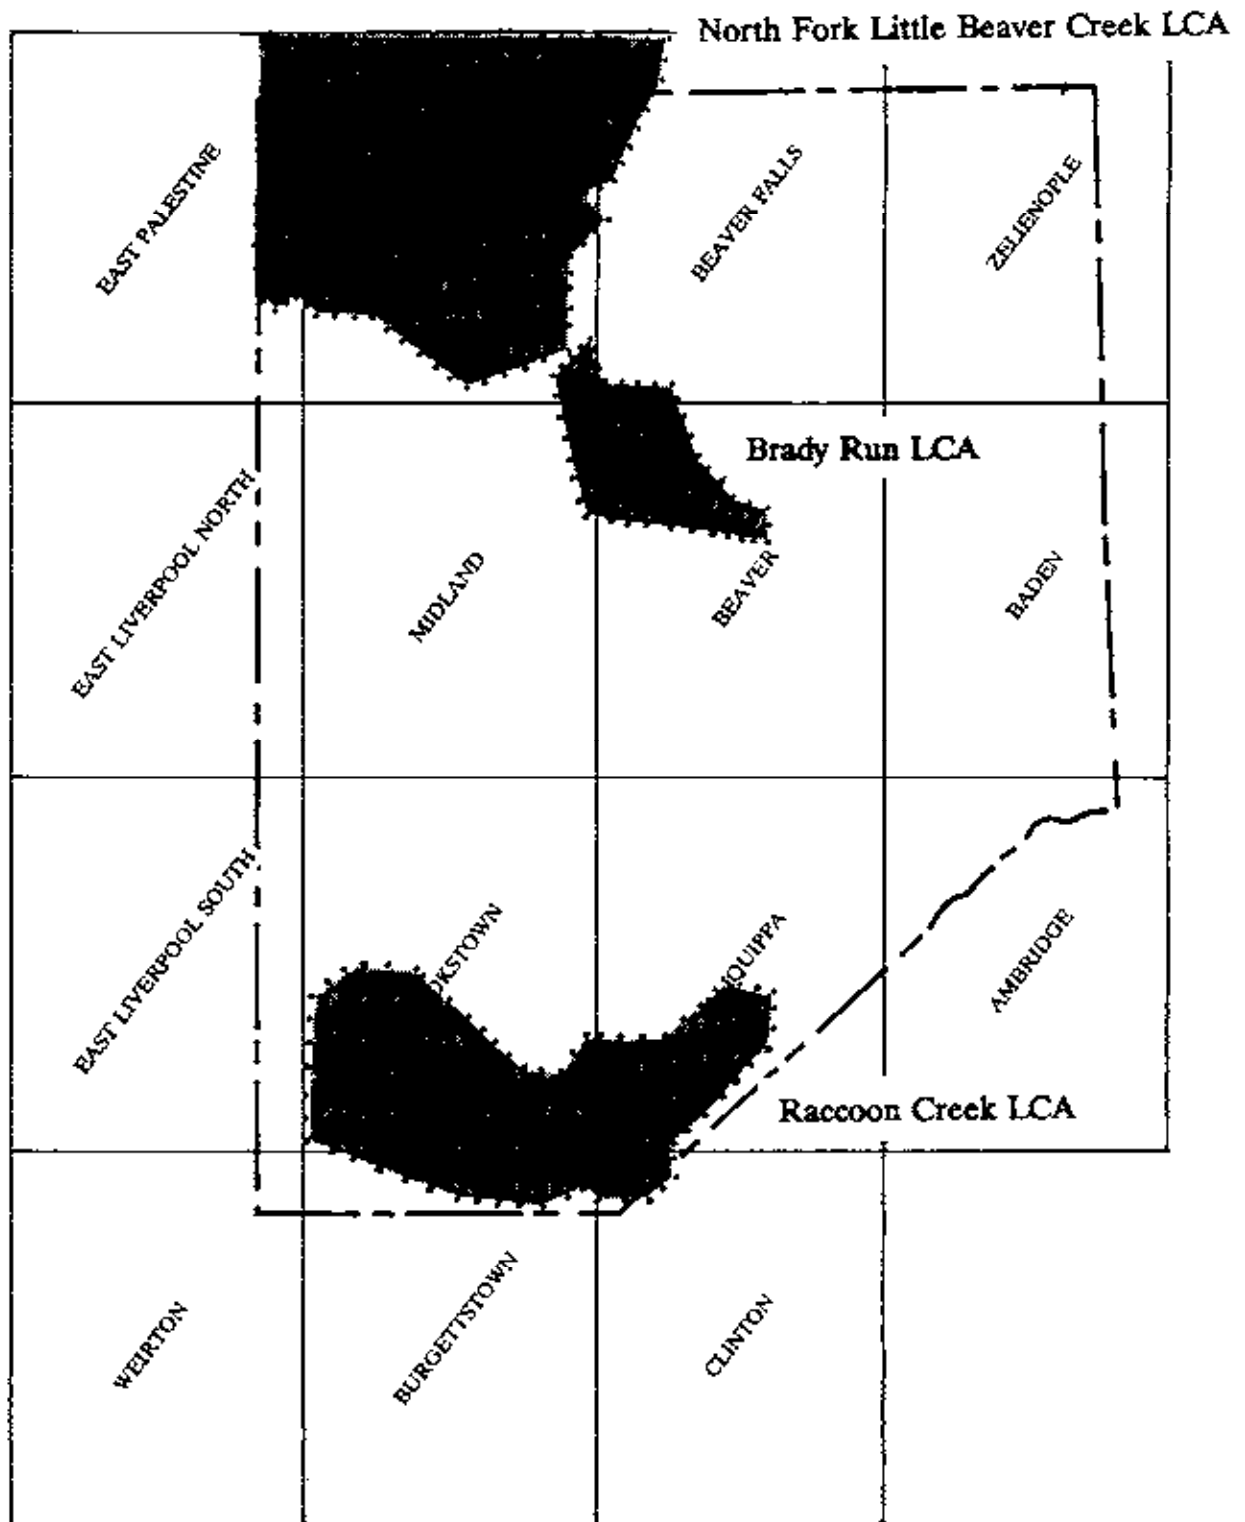 North Fork Little Beaver Creek LCA
EAST PALESTINE
BEAVER FALLS
ZELIENOPLE
Brady Run LCA
EAST LIVERPOOL NORTH
MIDLAND
BEAVER
BADEN
EAST LIVERPOOL SOUTH
OKSTOWN
IQUIPPA
AMBRIDGE
Raccoon Creek LCA
WEIRTON
BURGETTSTOWN
CLINTON